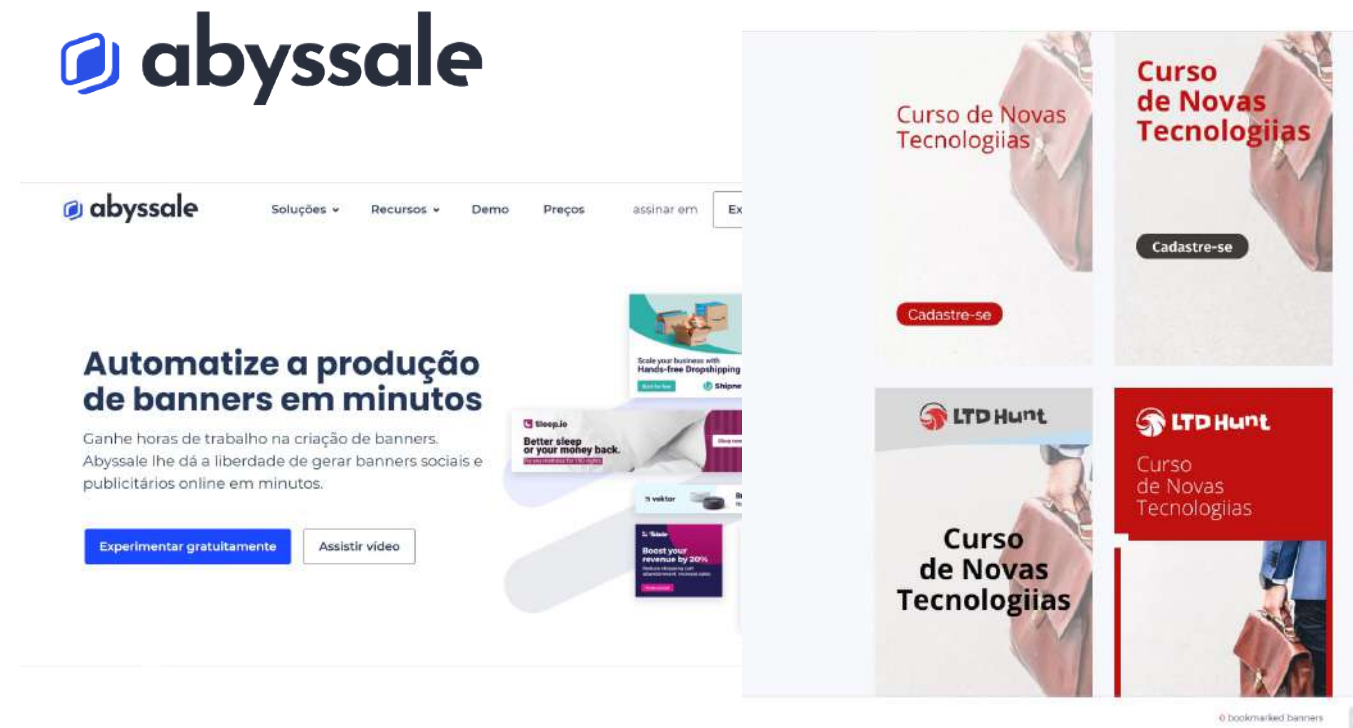 abyssale
abyssale
Soluções
Recursos
Demo
Preços
assinar em
Ex
Automatize a produção
de banners em minutos
Ganhe horas de trabalho na criação de banners.
Abyssale lhe dá a liberdade de gerar banners sociais e
publicitários online em minutos.
Experimentar gratuitamente
Assistir vídeo
Scale your business with
Hands-free Dropshipping
Shipne
Sleep.io
Better sleep
or your money back.
vektor
Boost your
revenue by 20%
Curso de Novas
Tecnologiias
Cadastre-se
Curso
de Novas
Tecnologiias
Cadastre-se
LTD Hunt
Curso
de Novas
Tecnologiias
LTD Hunt
Curso
de Novas
Tecnologiias
0 bookmarked banners